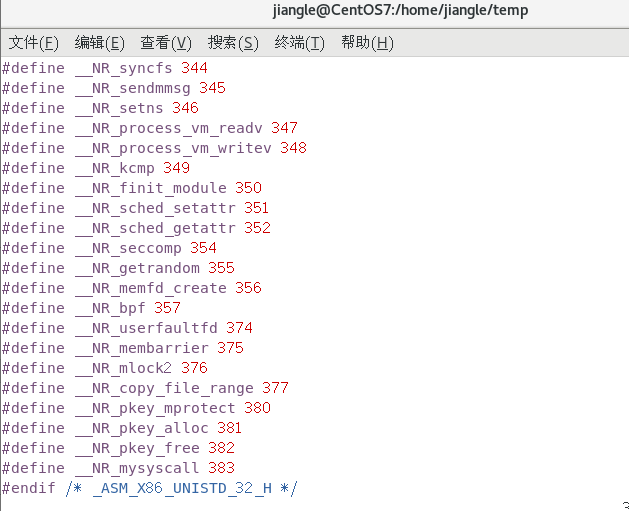 jiangle@CentOS7:/home/jiangle/temp
文件(F) 编辑(E) 查看(V) 搜索(S) 终端(T) 帮助(H)
#define __NR_syncfs 344
#define __NR_sendmmsg 345
#define __NR_setns 346
#define __NR_process_vm_readv 347
#define __NR_process_vm_writev 348
#define __NR_kcmp 349
#define __NR_finit_module 350
#define __NR_sched_setattr 351
#define __NR_sched_getattr 352
#define __NR_seccomp 354
#define __NR_getrandom 355
#define __NR_memfd_create 356
#define __NR_bpf 357
#define __NR_userfaultfd 374
#define __NR_membarrier 375
#define __NR_mlock2 376
#define __NR_copy_file_range 377
#define __NR_pkey_mprotect 380
#define __NR_pkey_alloc 381
#define __NR_pkey_free 382
#define __NR_mysyscall 383
#endif /* _ASM_X86_UNISTD_32_H */